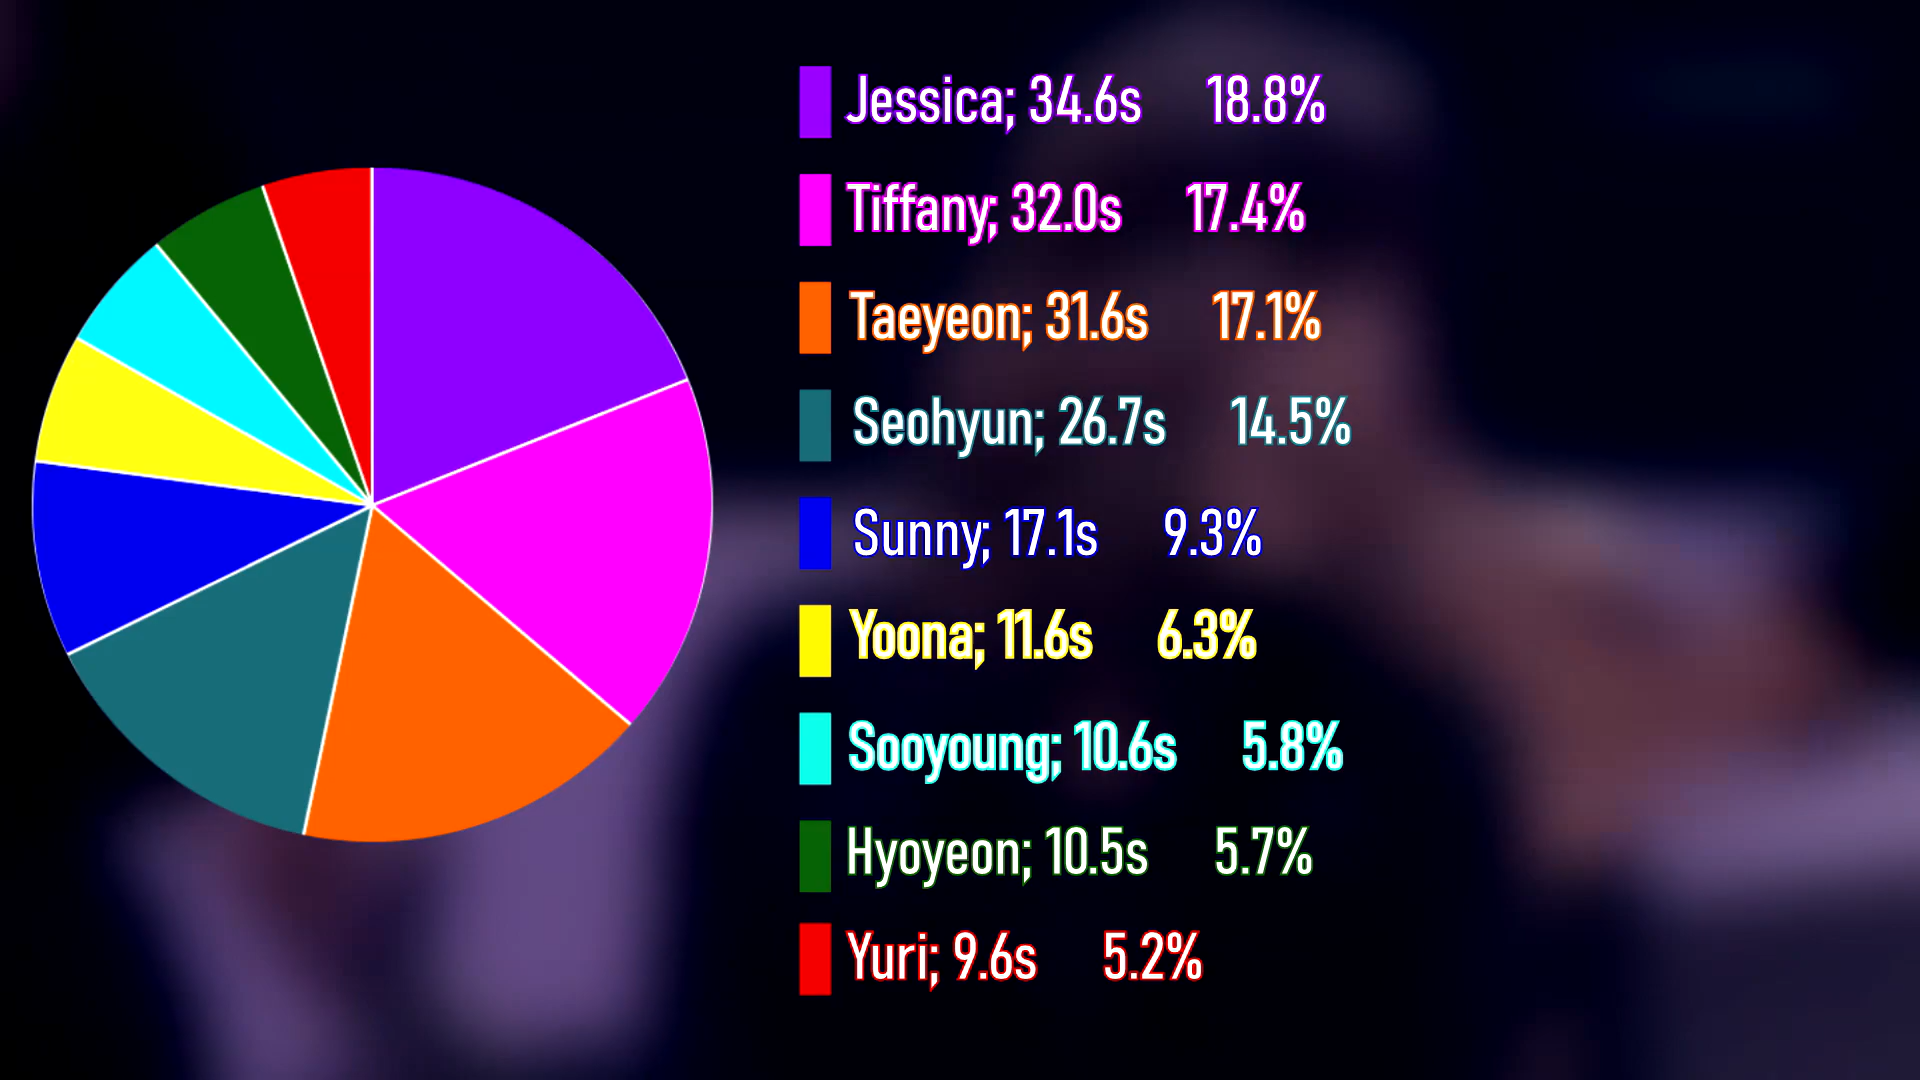 Jessica; 34.6s 18.8%
Tiffany; 32.0s 17.4%
Taeyeon; 31.6s 17.1%
Seohyun; 26.7s 14.5%
Sunny; 17.1s 9.3%
Yoona; 11.6s 6.3%
Sooyoung; 10.6s 5.8%
Hyoyeon; 10.5s 5.7%
Yuri; 9.6s 5.2%